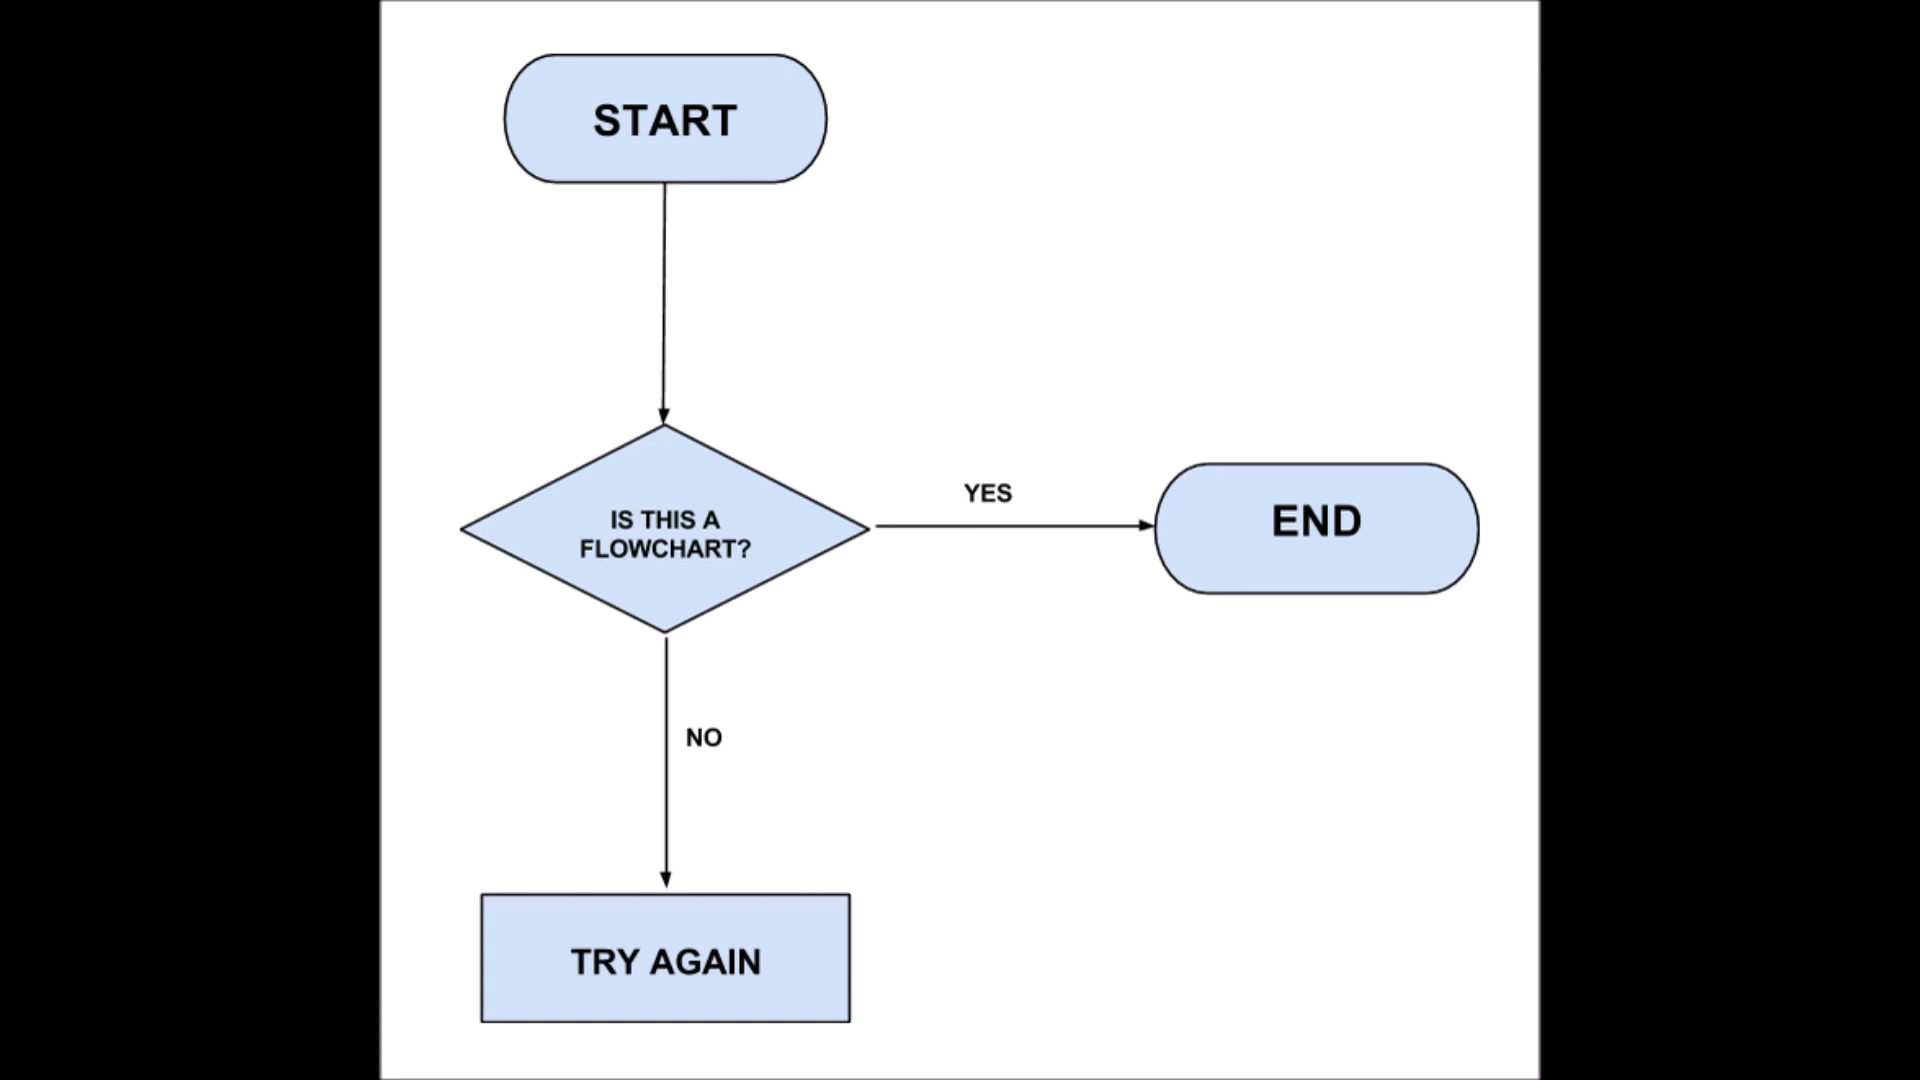 START
IS THIS A
FLOWCHART?
YES
END
NO
TRY AGAIN